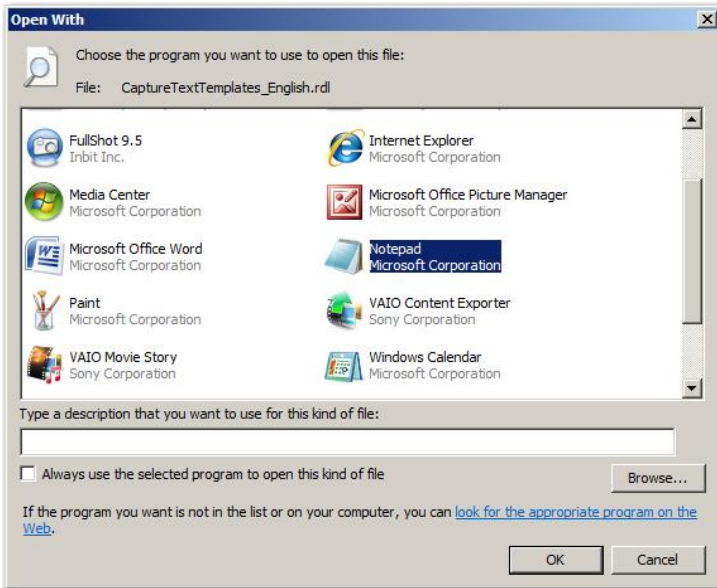 Open With
Choose the program you want to use to open this file:
File: CaptureTextTemplates_English.rdl
FullShot 9.5
Inbit Inc.
Internet Explorer
Microsoft Corporation
Media Center
Microsoft Corporation
Microsoft Office Picture Manager
Microsoft Corporation
Microsoft Office Word
Microsoft Corporation
Notepad
Microsoft Corporation
Paint
Microsoft Corporation
VAIO Content Exporter
Sony Corporation
VAIO Movie Story
Sony Corporation
Windows Calendar
Microsoft Corporation
Type a description that you want to use for this kind of file:
Always use the selected program to open this kind of file
Browse...
If the program you want is not in the list or on your computer, you can look for the appropriate program on the
Web.
OK Cancel